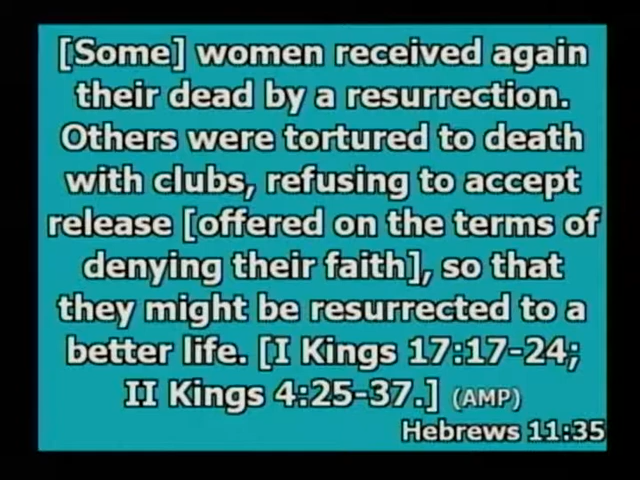 [Some] women received again
their dead by a resurrection.
Others were tortured to death
with clubs, refusing to accept
release [offered on the terms of
denying their faith], so that
they might be resurrected to a
better life. [I Kings 17:17-24;
II Kings 4:25-37.] (AMP)
Hebrews 11:35